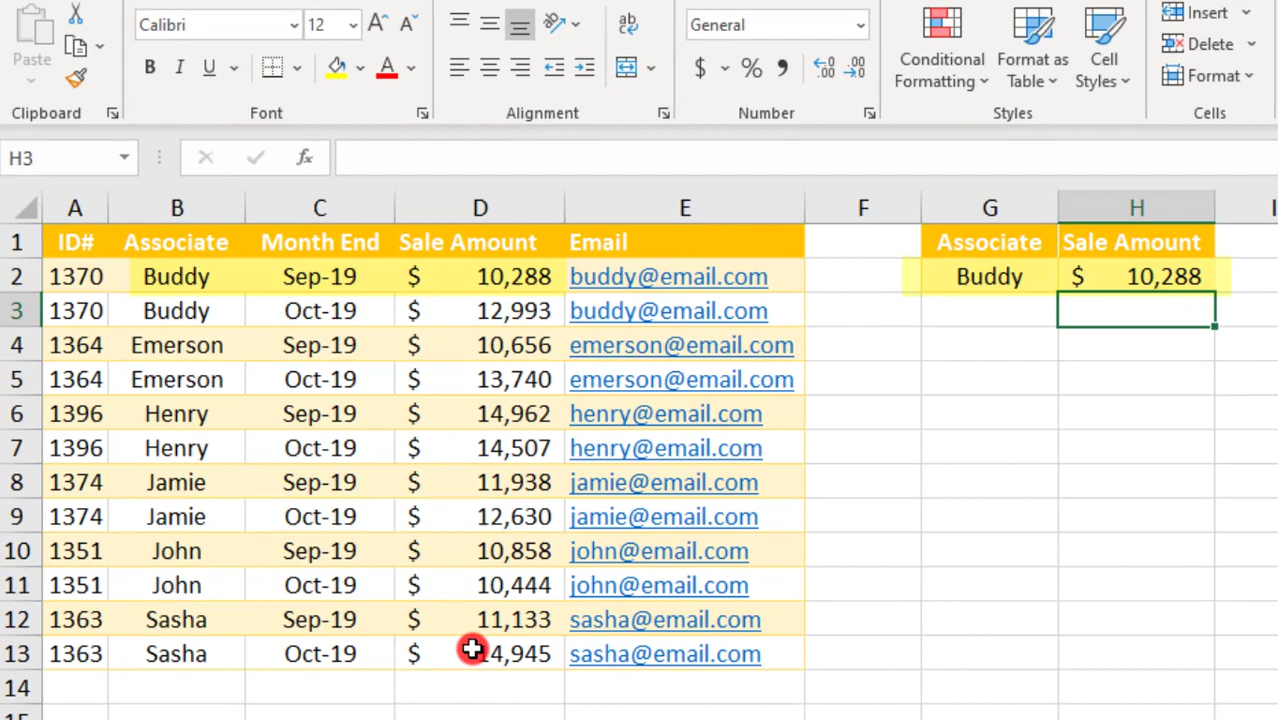 Calibri 12 General Insert
Paste Conditional Format as Cell Delete
B I U $ % Formatting Table Styles Format
Clipboard Font Alignment Number Styles Cells
H3 fx
A B C D E F G H I
1 ID# Associate Month End Sale Amount Email Associate Sale Amount
2 1370 Buddy Sep-19 $ 10,288 buddy@email.com Buddy $ 10,288
3 1370 Buddy Oct-19 $ 12,993 buddy@email.com
4 1364 Emerson Sep-19 $ 10,656 emerson@email.com
5 1364 Emerson Oct-19 $ 13,740 emerson@email.com
6 1396 Henry Sep-19 $ 14,962 henry@email.com
7 1396 Henry Oct-19 $ 14,507 henry@email.com
8 1374 Jamie Sep-19 $ 11,938 jamie@email.com
9 1374 Jamie Oct-19 $ 12,630 jamie@email.com
10 1351 John Sep-19 $ 10,858 john@email.com
11 1351 John Oct-19 $ 10,444 john@email.com
12 1363 Sasha Sep-19 $ 11,133 sasha@email.com
13 1363 Sasha Oct-19 $ 14,945 sasha@email.com
14